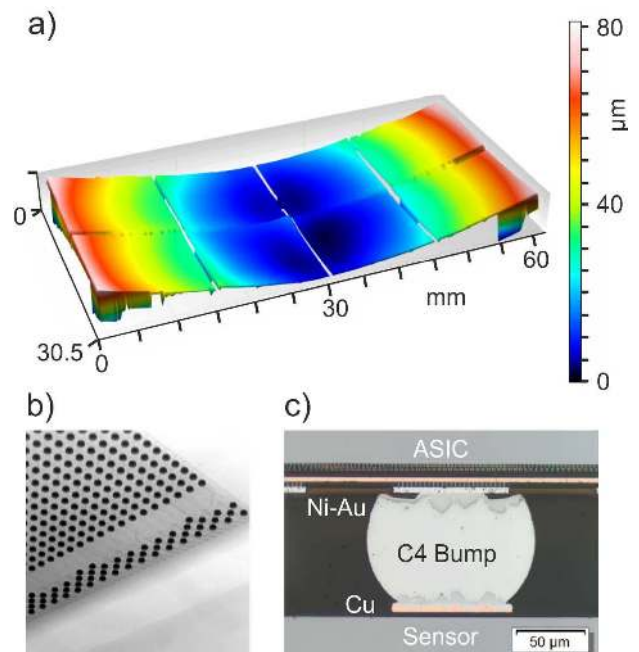 a)
80
µm
40
0
0
30.5
0
30
mm
60
b)
c)
ASIC
Ni-Au
C4 Bump
Cu
Sensor
50 µm